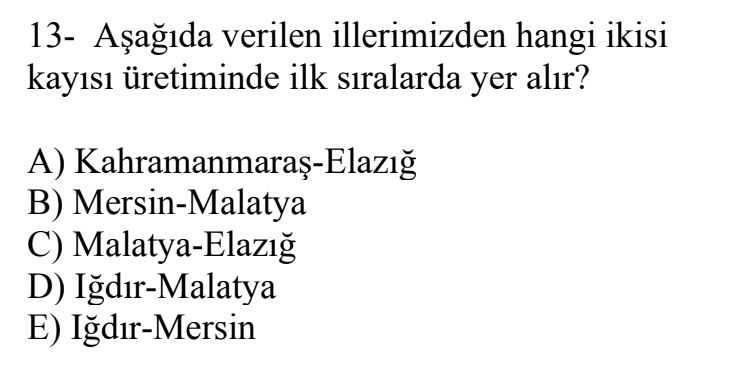 13-  Aşağıda verilen illerimizden hangi ikisi
kayısı üretiminde ilk sıralarda yer alır?
A) Kahramanmaraş-Elazığ
B) Mersin-Malatya
C) Malatya-Elazığ
D) Iğdır-Malatya
E) Iğdır-Mersin